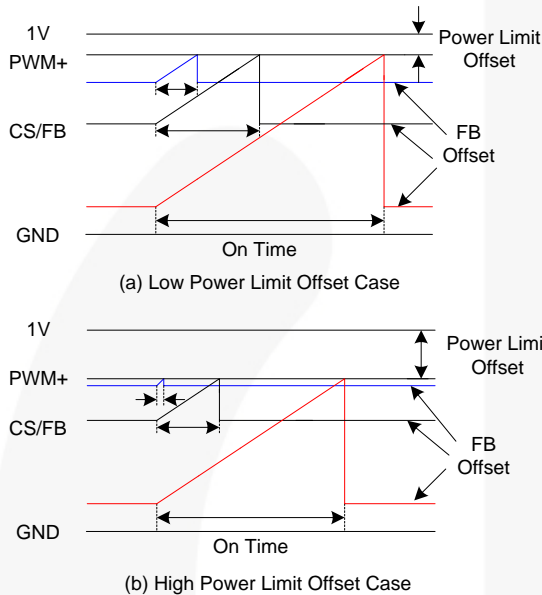 1V
Power Limit
Offset
PWM+
CS/FB
FB
Offset
GND
On Time
(a) Low Power Limit Offset Case
1V
Power Limi
Offset
PWM+
CS/FB
FB
Offset
GND
On Time
(b) High Power Limit Offset Case